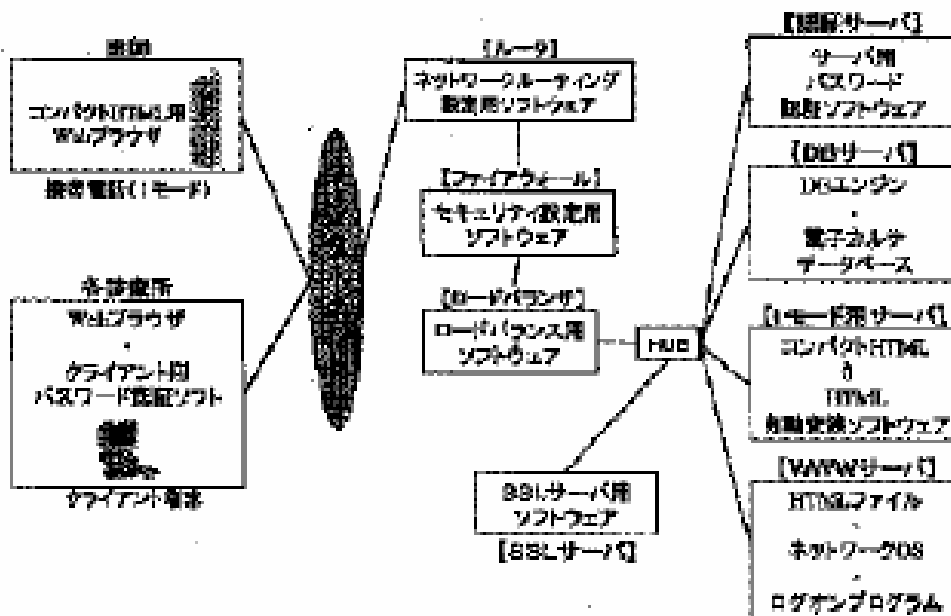 医師
コンパクトHTML用
Webブラウザ
携帯電話(iモード)
各診療所
Webブラウザ
・
クライアント用
パスワード認証ソフト
クライアント端末
【ルータ】
ネットワークルーティング
設定用ソフトウェア
【ファイアウォール】
セキュリティ設定用
ソフトウェア
【ロードバランサ】
ロードバランス用
ソフトウェア
HUB
SSLサーバ用
ソフトウェア
【SSLサーバ】
【認証サーバ】
サーバ用
パスワード
認証ソフトウェア
【DBサーバ】
DBエンジン
・
電子カルテ
データベース
【iモード用サーバ】
コンパクトHTML
HTML
自動変換ソフトウェア
【WWWサーバ】
HTMLファイル
・
ネットワークOS
・
ログオンプログラム